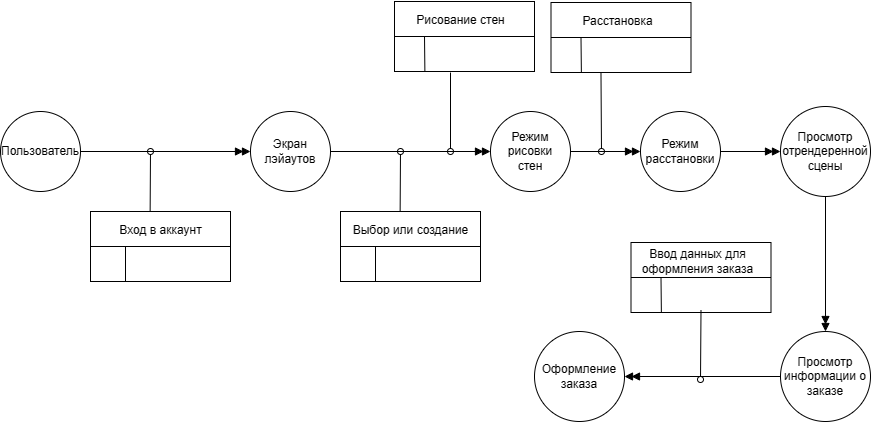 Рисование стен
Расстановка
Пользователь
Экран
лэйаутов
Режим
рисовки
стен
Режим
расстановки
Просмотр
отрендеренной
сцены
Вход в аккаунт
Выбор или создание
Ввод данных для
оформления заказа
Оформление
заказа
Просмотр
информации о
заказе